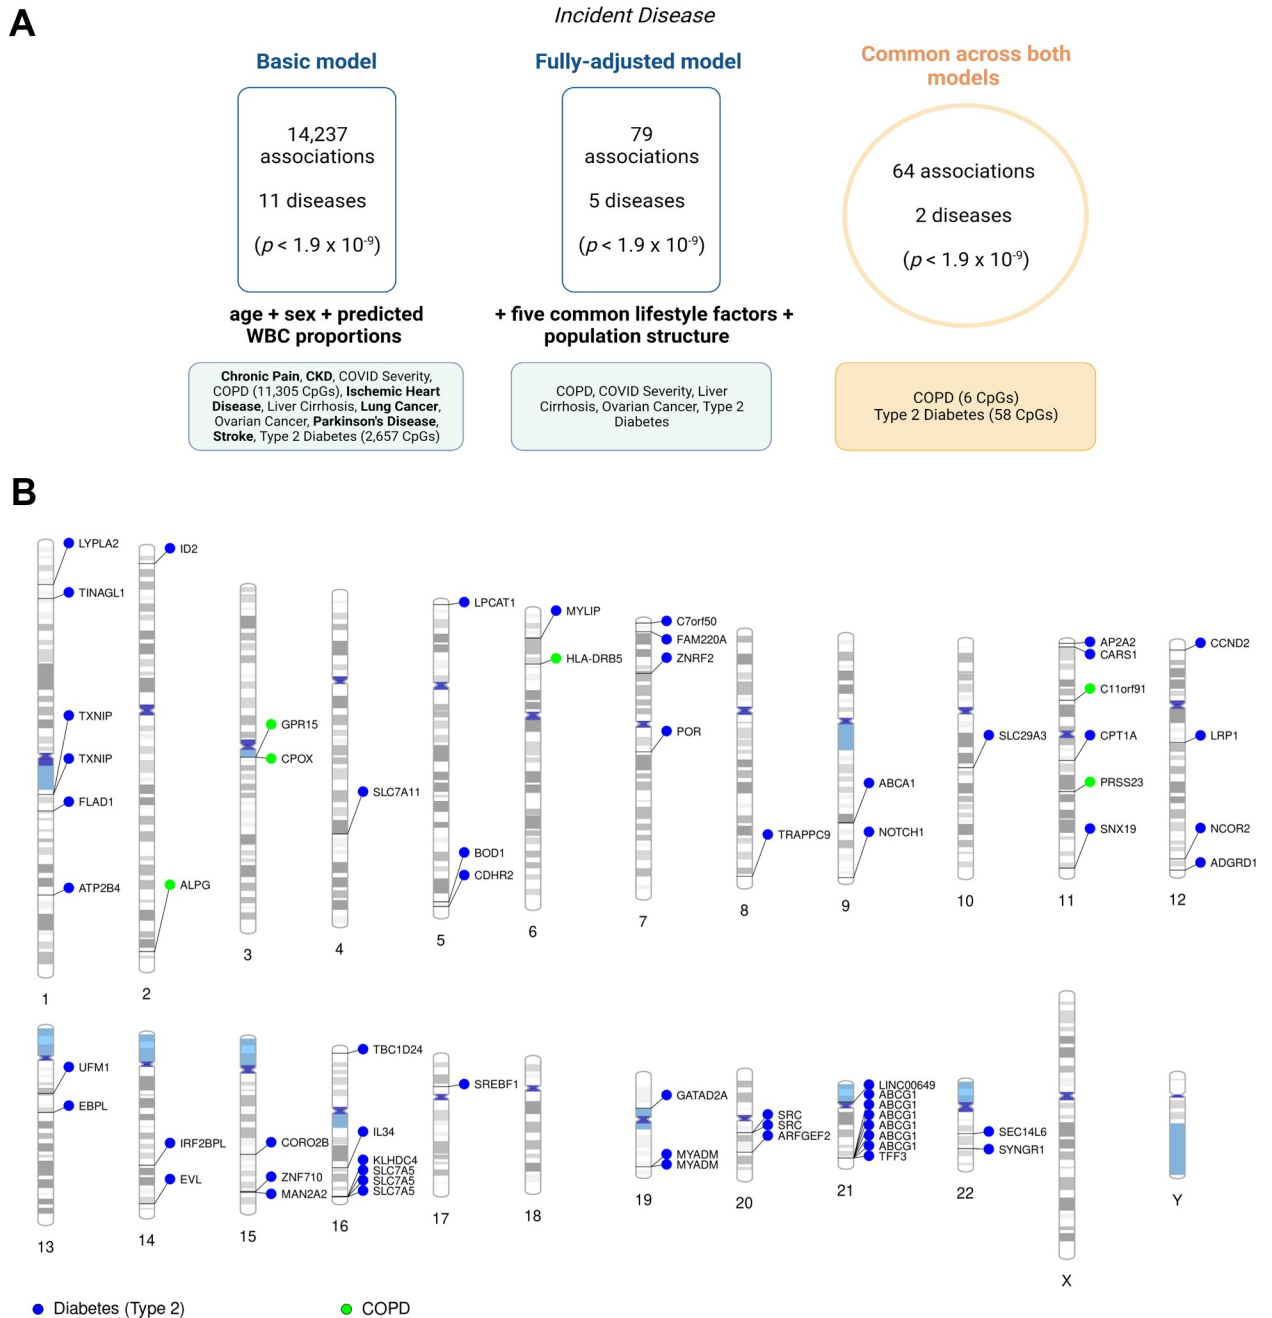 A
Incident Disease
Basic model
14,237
associations
11 diseases
(p < 1.9 x 10⁻⁹)
age + sex + predicted
WBC proportions
Chronic Pain, CKD, COVID Severity,
COPD (11,305 CpGs), Ischemic Heart
Disease, Liver Cirrhosis, Lung Cancer,
Ovarian Cancer, Parkinson's Disease,
Stroke, Type 2 Diabetes (2,657 CpGs)
Fully-adjusted model
79
associations
5 diseases
(p < 1.9 x 10⁻⁹)
+ five common lifestyle factors +
population structure
COPD, COVID Severity, Liver
Cirrhosis, Ovarian Cancer, Type 2
Diabetes
Common across both
models
64 associations
2 diseases
(p < 1.9 x 10⁻⁹)
COPD (6 CpGs)
Type 2 Diabetes (58 CpGs)
B
LYPLA2
TINAGL1
TXNIP
TXNIP
FLAD1
ATP2B4
1
ID2
ALPG
2
GPR15
CPOX
3
SLC7A11
4
LPCAT1
BOD1
CDHR2
5
MYLIP
HLA-DRB5
6
C7orf50
FAM220A
ZNRF2
POR
7
TRAPPC9
8
ABCA1
NOTCH1
9
SLC29A3
10
AP2A2
CARS1
C11orf91
CPT1A
PRSS23
SNX19
11
CCND2
LRP1
NCOR2
ADGRD1
12
UFM1
EBPL
13
IRF2BPL
EVL
14
CORO2B
ZNF710
MAN2A2
15
TBC1D24
IL34
KLHDC4
SLC7A5
SLC7A5
SLC7A5
16
SREBF1
17
18
GATAD2A
MYADM
MYADM
19
SRC
SRC
ARFGEF2
20
LINC00649
ABCG1
ABCG1
ABCG1
ABCG1
ABCG1
ABCG1
TFF3
21
SEC14L6
SYNGR1
22
X
Y
Diabetes (Type 2)
COPD